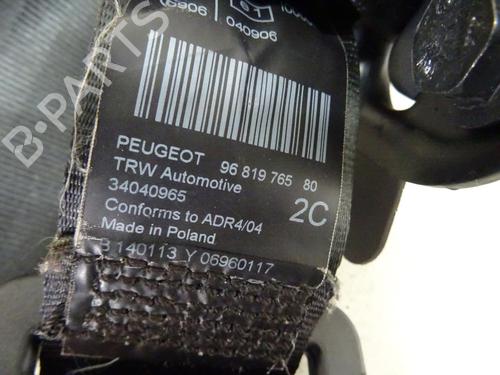 040906
PEUGEOT 96 819 765 80
TRW Automotive
34040965 2C
Conforms to ADR4/04
Made in Poland
B 140113 Y 06960117
B-PARTS